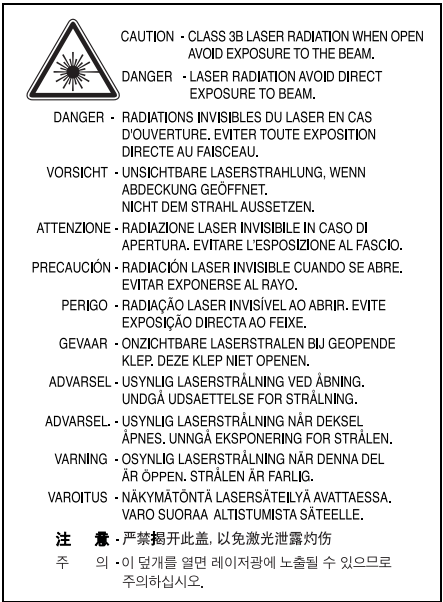 CAUTION - CLASS 3B LASER RADIATION WHEN OPEN
AVOID EXPOSURE TO THE BEAM.
DANGER - LASER RADIATION AVOID DIRECT
EXPOSURE TO BEAM.
DANGER - RADIATIONS INVISIBLES DU LASER EN CAS
D'OUVERTURE. EVITER TOUTE EXPOSITION
DIRECTE AU FAISCEAU.
VORSICHT - UNSICHTBARE LASERSTRAHLUNG, WENN
ABDECKUNG GEÖFFNET.
NICHT DEM STRAHL AUSSETZEN.
ATTENZIONE - RADIAZIONE LASER INVISIBILE IN CASO DI
APERTURA. EVITARE L'ESPOSIZIONE AL FASCIO.
PRECAUCIÓN - RADIACIÓN LASER INVISIBLE CUANDO SE ABRE.
EVITAR EXPONERSE AL RAYO.
PERIGO - RADIAÇÃO LASER INVISÍVEL AO ABRIR. EVITE
EXPOSIÇÃO DIRECTA AO FEIXE.
GEVAAR - ONZICHTBARE LASERSTRALEN BIJ GEOPENDE
KLEP. DEZE KLEP NIET OPENEN.
ADVARSEL - USYNLIG LASERSTRÅLNING VED ÅBNING.
UNDGÅ UDSAETTELSE FOR STRÅLNING.
ADVARSEL. - USYNLIG LASERSTRÅLNING NÅR DEKSEL
ÅPNES. UNNGÅ EKSPONERING FOR STRÅLEN.
VARNING - OSYNLIG LASERSTRÅLNING NÄR DENNA DEL
ÄR ÖPPEN. STRÅLEN ÄR FARLIG.
VAROITUS - NÄKYMÄTÖNTÄ LASERSÄTEILYÄ AVATTAESSA.
VARO SUORAA ALTISTUMISTA SÄTEELLE.
注 意 - 严禁揭开此盖, 以免激光泄露灼伤
주 의 - 이 덮개를 열면 레이저광에 노출될 수 있으므로
주의하십시오.